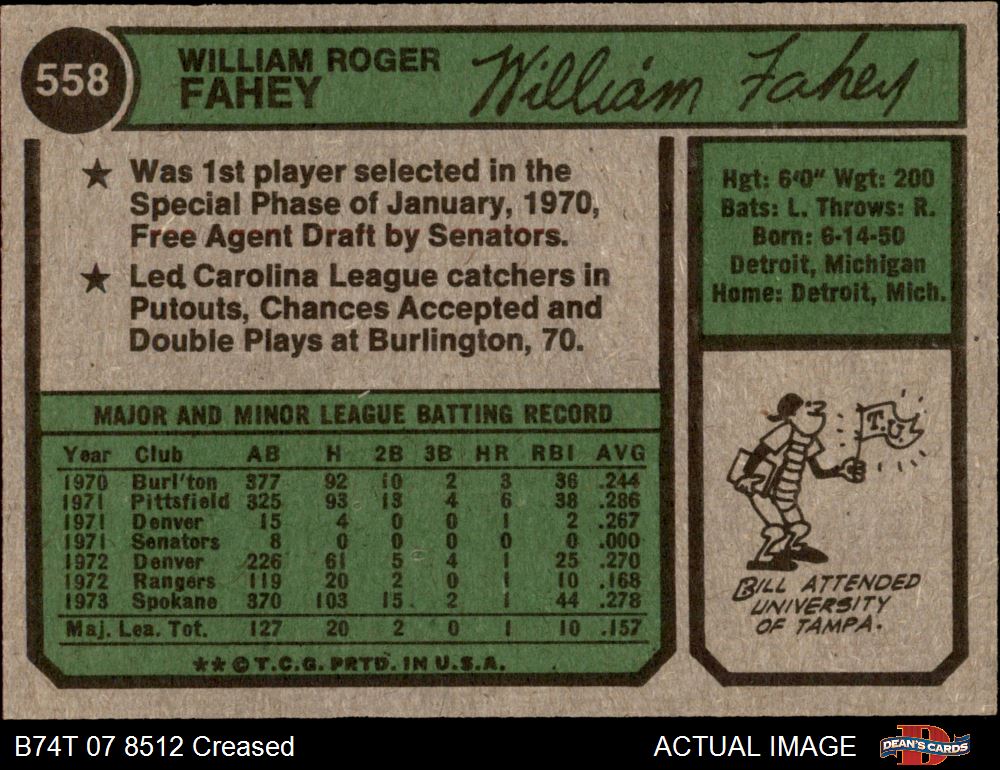 558
WILLIAM ROGER
FAHEY
William Fahey
★ Was 1st player selected in the
Special Phase of January, 1970,
Free Agent Draft by Senators.
★ Led Carolina League catchers in
Putouts, Chances Accepted and
Double Plays at Burlington, 70.
Hgt: 6'0" Wgt: 200
Bats: L. Throws: R.
Born: 6-14-50
Detroit, Michigan
Home: Detroit, Mich.
MAJOR AND MINOR LEAGUE BATTING RECORD
Year Club AB H 2B 3B HR RBI AVG
1970 Burl'ton 377 92 10 2 3 36 .244
1971 Pittsfield 325 93 13 4 6 38 .286
1971 Denver 15 4 0 0 1 2 .267
1971 Senators 8 0 0 0 0 0 .000
1972 Denver 226 61 5 4 1 25 .270
1972 Rangers 119 20 2 0 1 10 .168
1973 Spokane 370 103 15 2 1 44 .278
Maj. Lea. Tot. 127 20 2 0 1 10 .157
**©T.C.G. PRTD. IN U.S.A.
T.U.
BILL ATTENDED
UNIVERSITY
OF TAMPA.
B74T 07 8512 Creased
ACTUAL IMAGE
DEAN'S CARDS